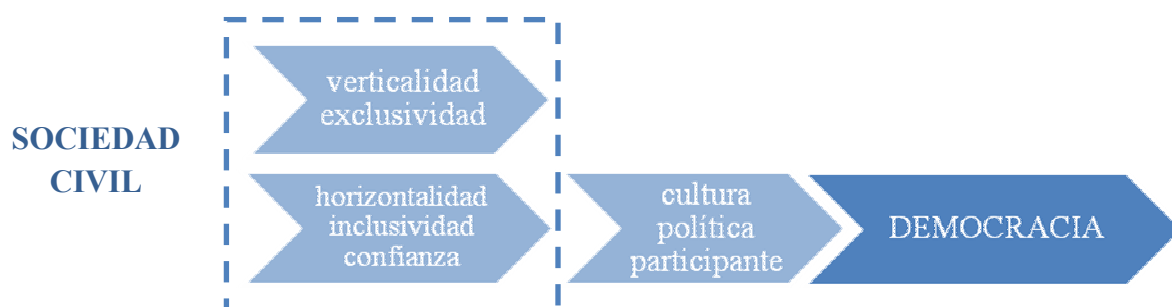 SOCIEDAD
CIVIL
verticalidad
exclusividad
horizontalidad
inclusividad
confianza
cultura
política
participante
DEMOCRACIA